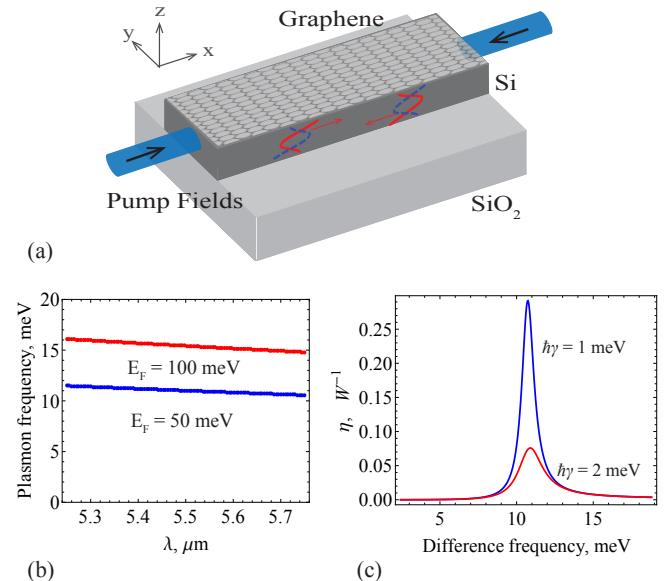 Graphene
z
y
x
Si
Pump Fields
SiO₂
(a)
Plasmon frequency, meV
20
15
10
5
0
E_F = 100 meV
E_F = 50 meV
5.3
5.4
5.5
5.6
5.7
λ, μm
(b)
η, W⁻¹
0.25
0.20
0.15
0.10
0.05
0.00
ħγ = 1 meV
ħγ = 2 meV
5
10
15
Difference frequency, meV
(c)